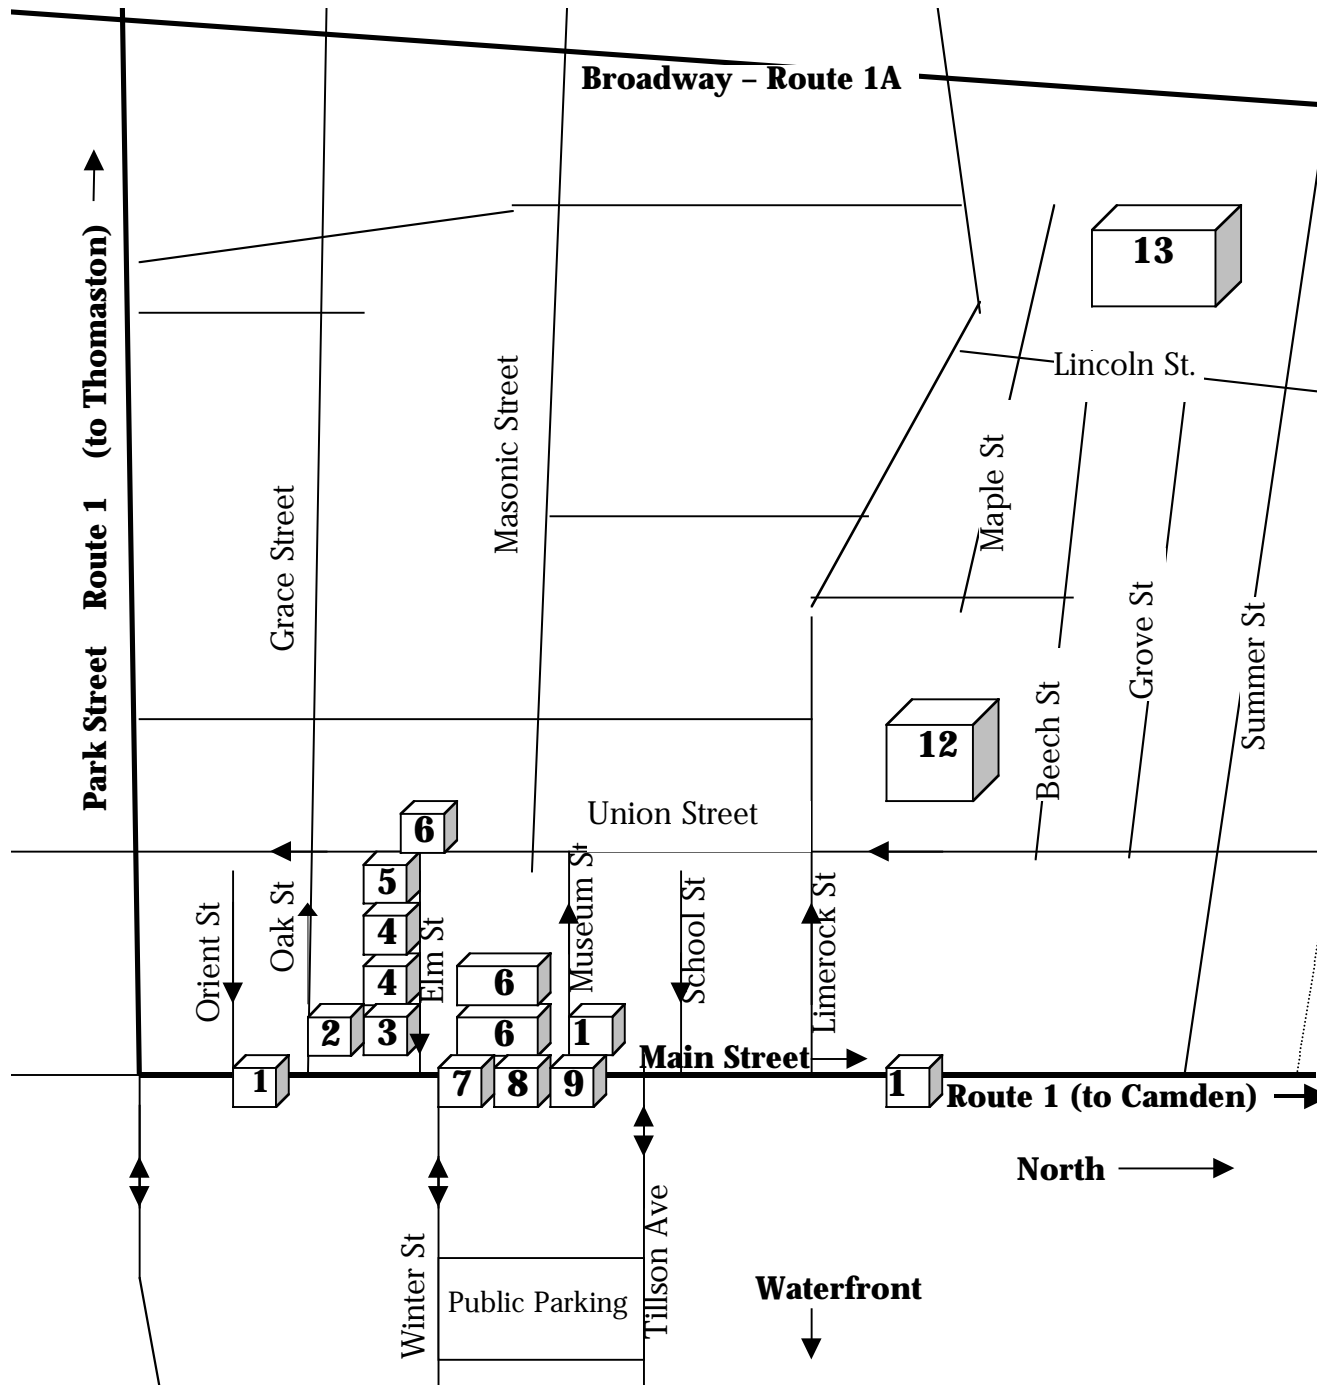 Broadway – Route 1A
13
Lincoln St.
Park Street Route 1 (to Thomaston)
Grace Street
Masonic Street
Maple St
Beech St
Grove St
Summer St
12
Union Street
6
5
4
4
Orient St
Oak St
Elm St
Museum St
School St
Limerock St
6
2
3
6
1
Main Street
1
7
8
9
1
Route 1 (to Camden)
North
Winter St
Public Parking
Tillson Ave
Waterfront